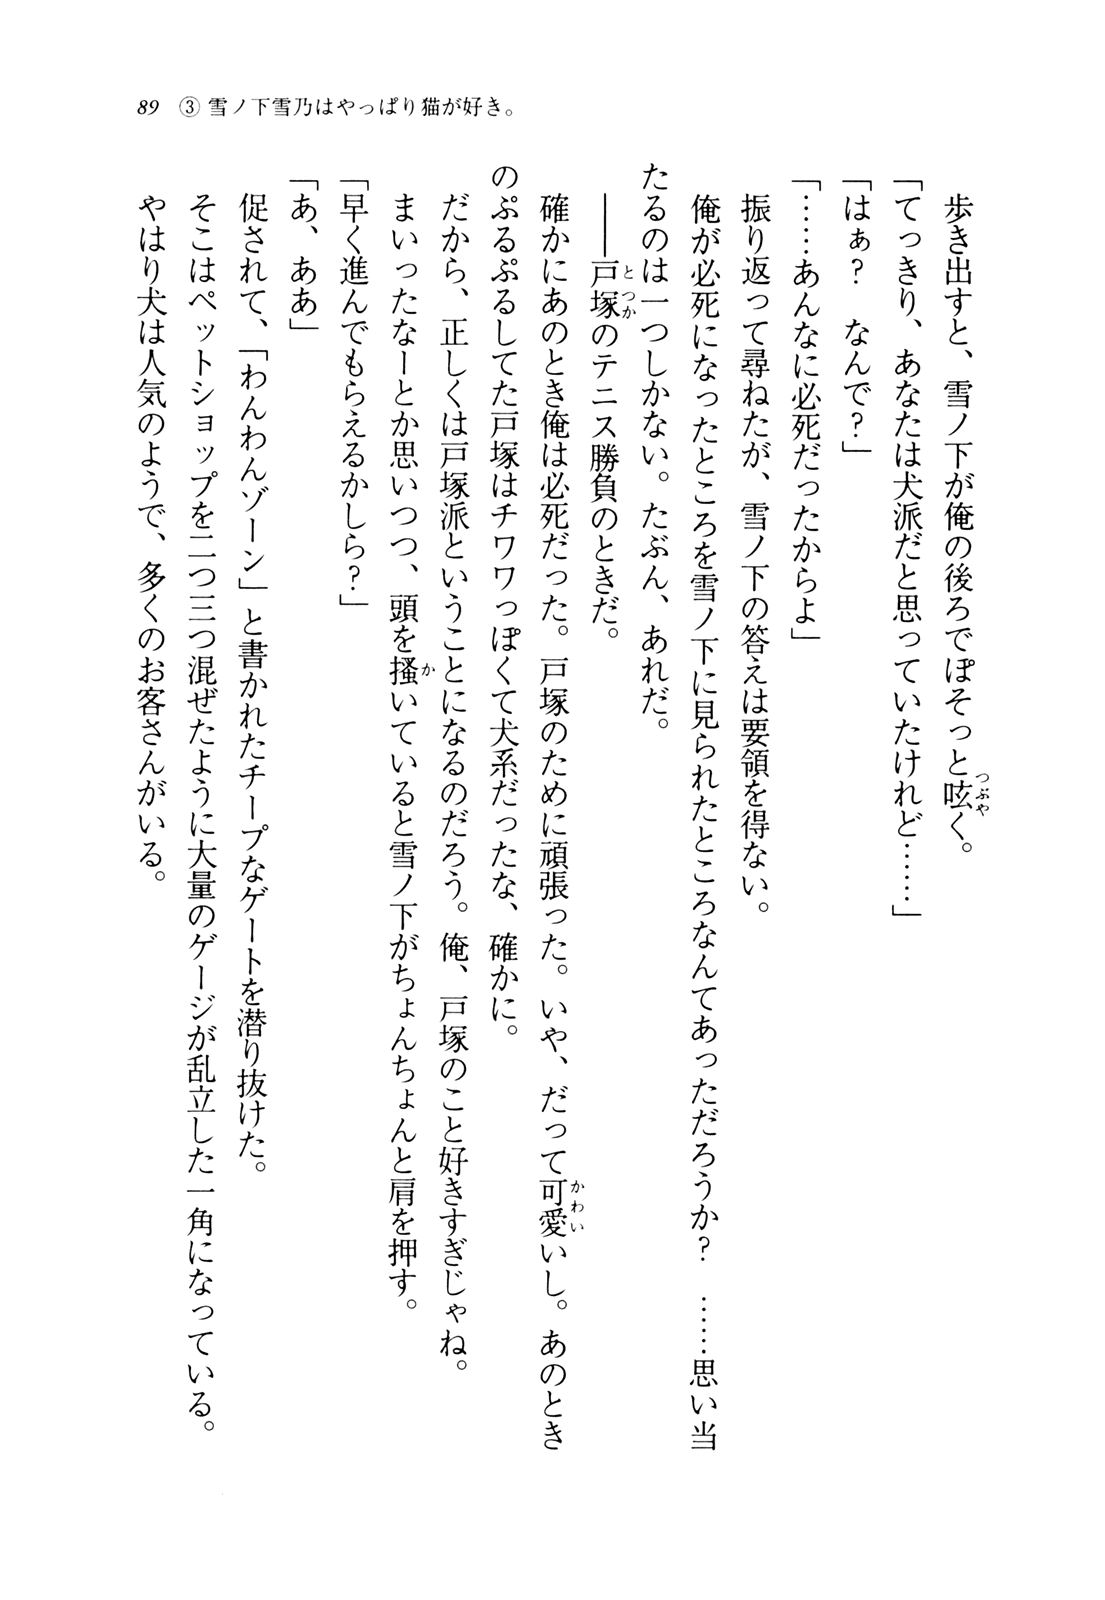 89　③ 雪ノ下雪乃はやっぱり猫が好き。
　歩き出すと、雪ノ下が俺の後ろでぽそっと呟く。
「てっきり、あなたは犬派だと思っていたけれど……」
「はぁ？　なんで？」
「……あんなに必死だったからよ」
　振り返って尋ねたが、雪ノ下の答えは要領を得ない。
　俺が必死になったところを雪ノ下に見られたところなんてあっただろうか？　……思い当
たるのは一つしかない。たぶん、あれだ。
　――戸塚のテニス勝負のときだ。
　確かにあのとき俺は必死だった。戸塚のために頑張った。いや、だって可愛いし。あのとき
のぷるぷるしてた戸塚はチワワっぽくて犬系だったな、確かに。
　だから、正しくは戸塚派ということになるのだろう。俺、戸塚のこと好きすぎじゃね。
　まいったなーとか思いつつ、頭を掻いていると雪ノ下がちょんちょんと肩を押す。
「早く進んでもらえるかしら？」
「あ、ああ」
　促されて、「わんわんゾーン」と書かれたチープなゲートを潜り抜けた。
　そこはペットショップを二つ三つ混ぜたように大量のゲージが乱立した一角になっている。
　やはり犬は人気のようで、多くのお客さんがいる。